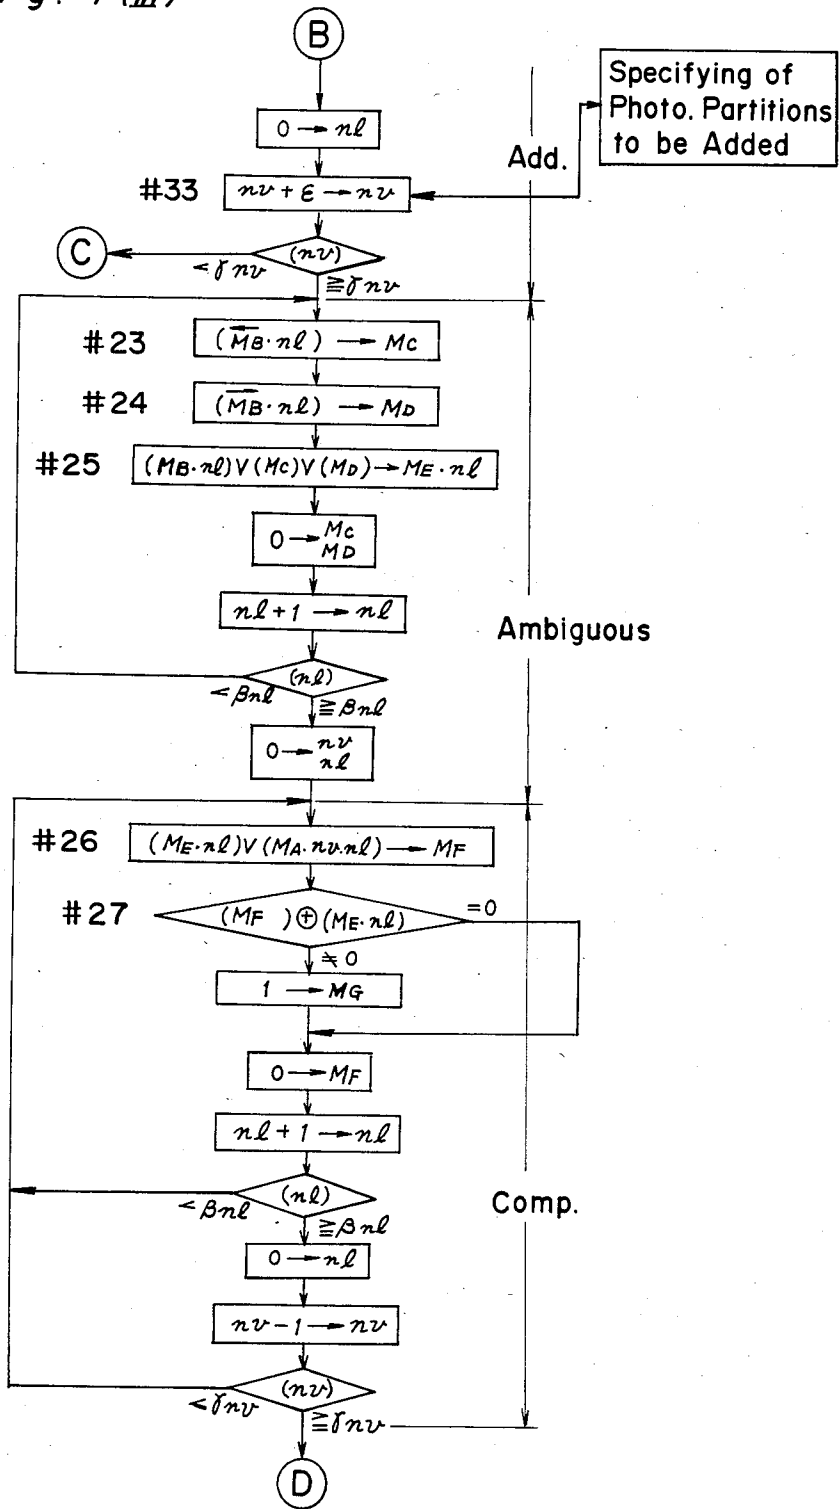 (III)
B
Specifying of
Photo. Partitions
to be Added
0 → nl
Add.
#33
nv + ε → nv
C
(nv)
< γnv
≧ γnv
#23
(M̅B·nl) → MC
#24
(M̅B·nl) → MD
#25
(MB·nl)V(MC)V(MD) → ME·nl
0 → MC
MD
nl + 1 → nl
Ambiguous
(nl)
< βnl
≧ βnl
0 → nv
nl
#26
(ME·nl)V(MA·nv.nl) → MF
#27
(MF )⊕(ME·nl)
=0
≠0
1 → MG
0 → MF
nl + 1 → nl
(nl)
< βnl
≧ βnl
Comp.
0 → nl
nv - 1 → nv
(nv)
< γnv
≧ γnv
D